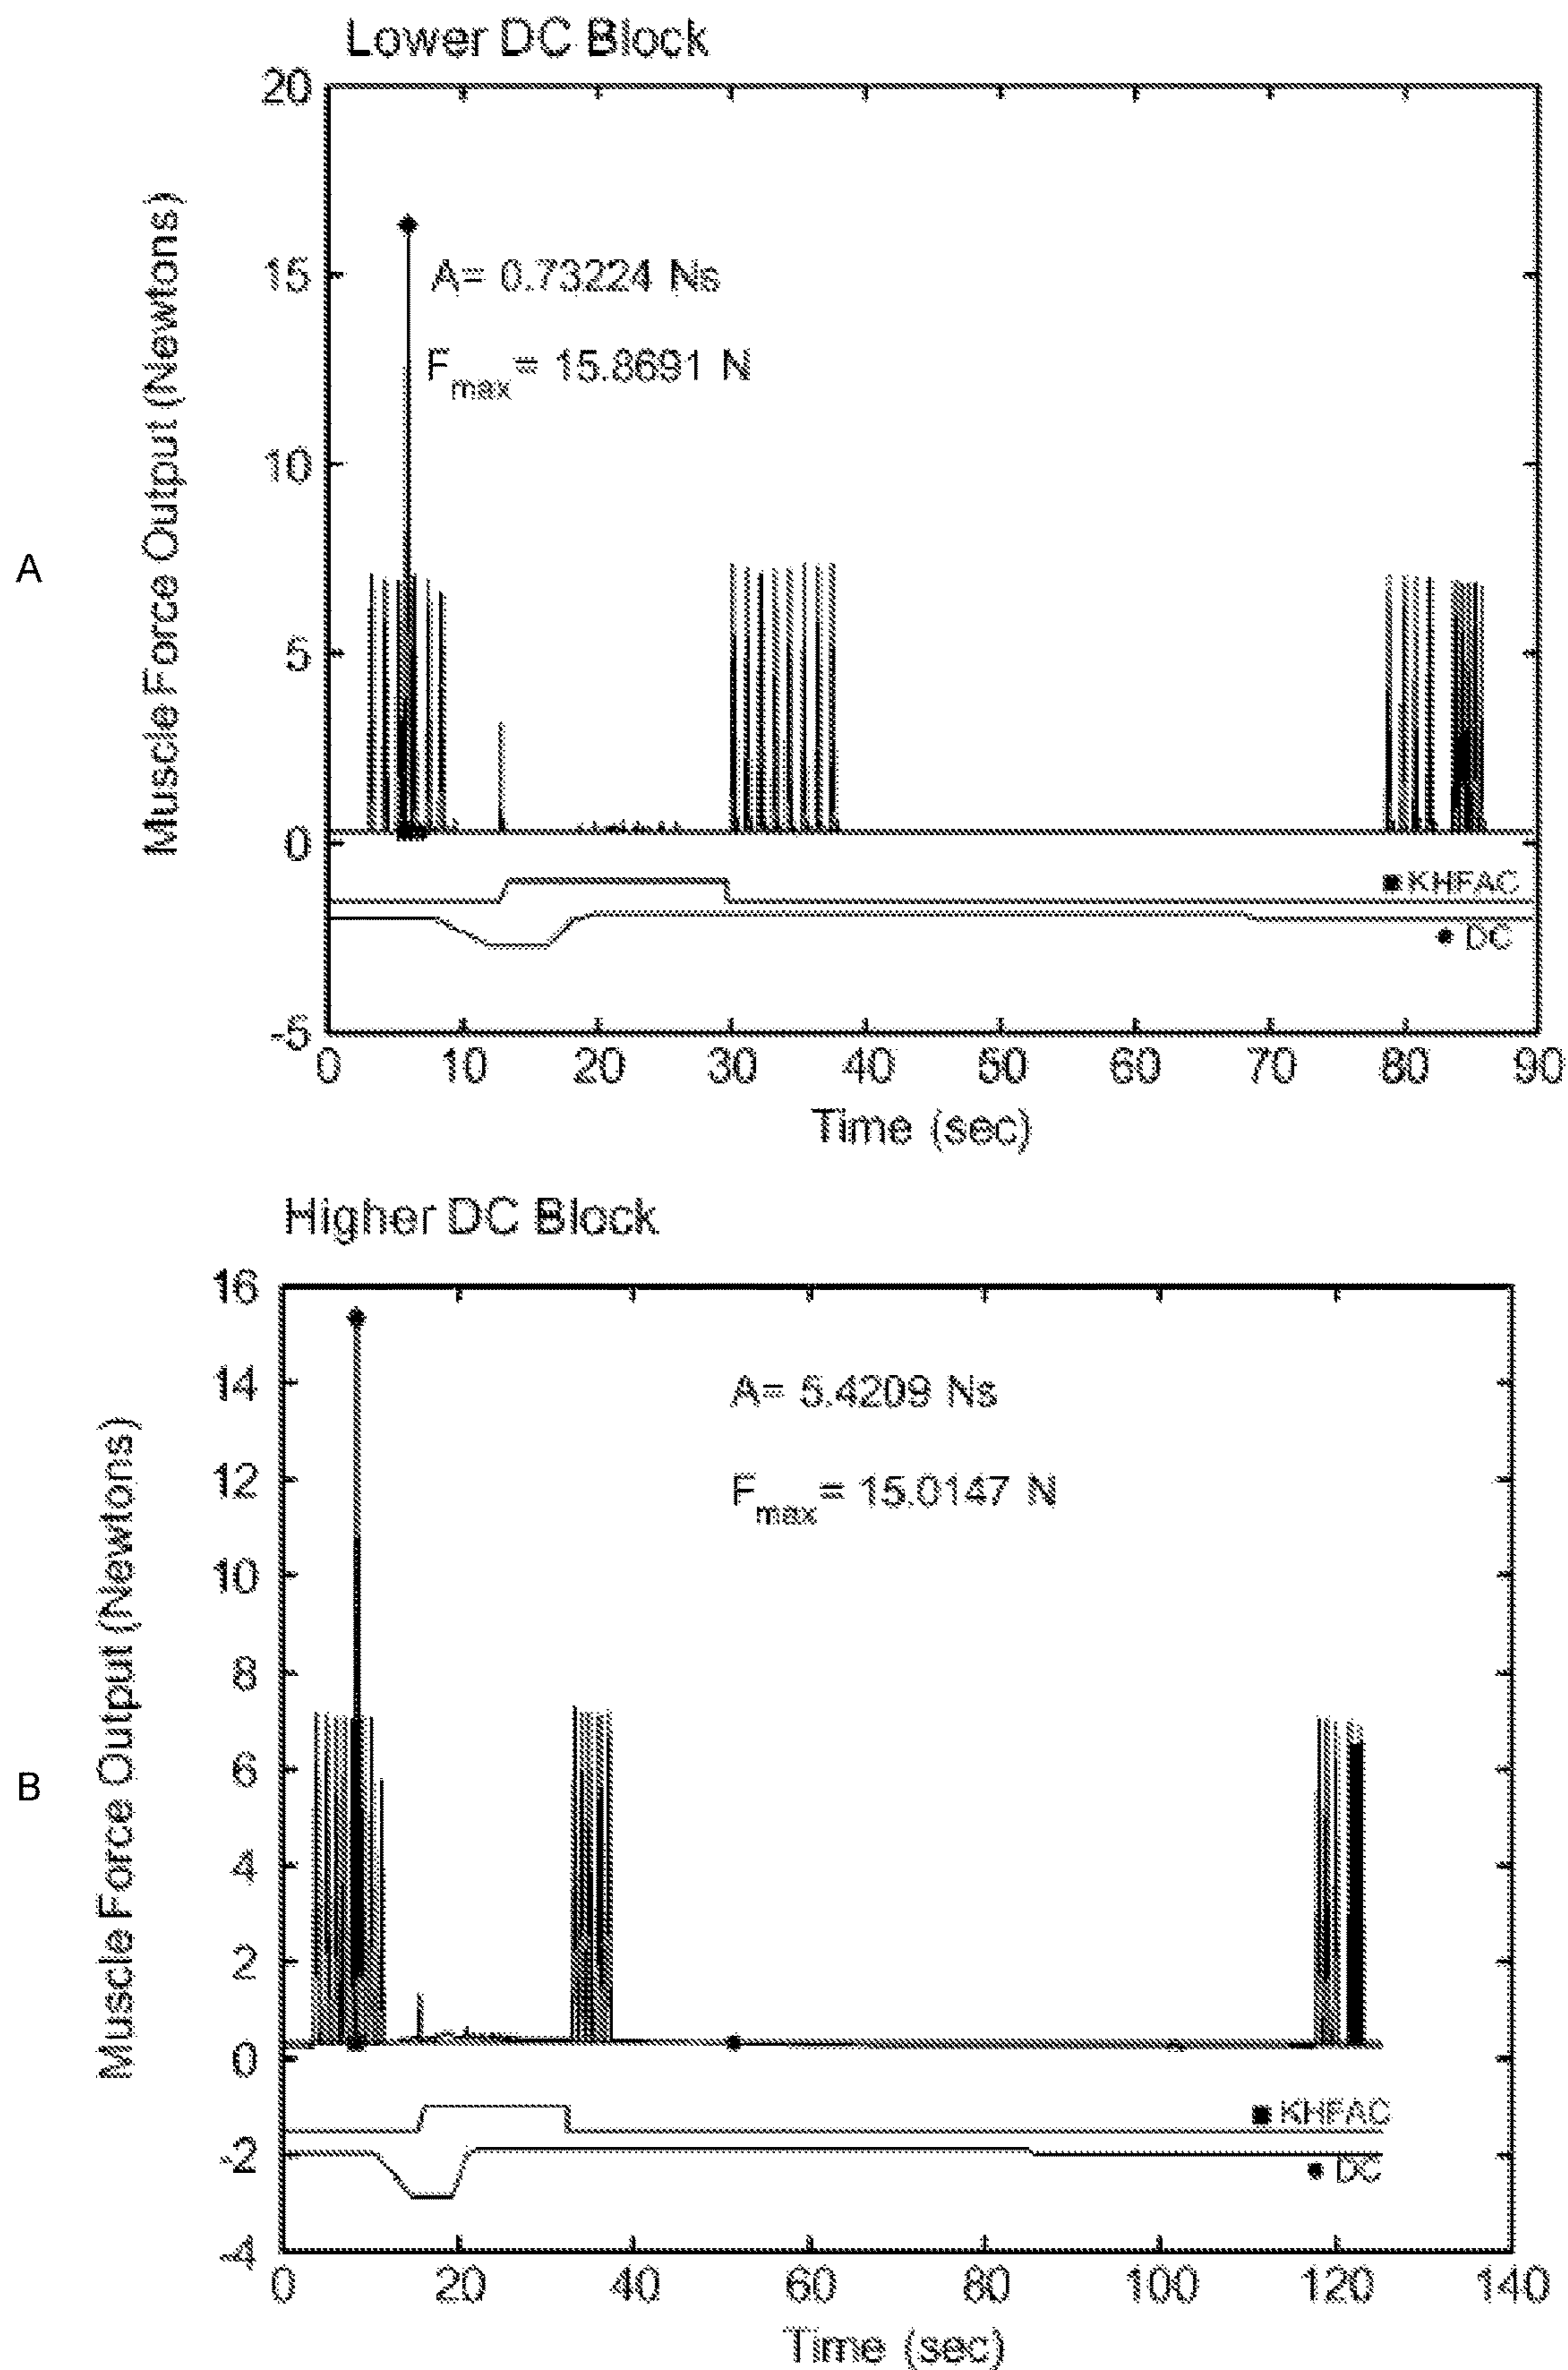 Lower DC Block
20
15
10
5
0
-5
Muscle Force Output (Newtons)
A= 0.73224 Ns
Fmax= 15.8691 N
A
KHFAC
DC
0 10 20 30 40 50 60 70 80 90
Time (sec)
Higher DC Block
16
14
12
10
8
6
4
2
0
-2
-4
Muscle Force Output (Newtons)
A= 5.4209 Ns
Fmax= 15.0147 N
B
KHFAC
DC
0 20 40 60 80 100 120 140
Time (sec)